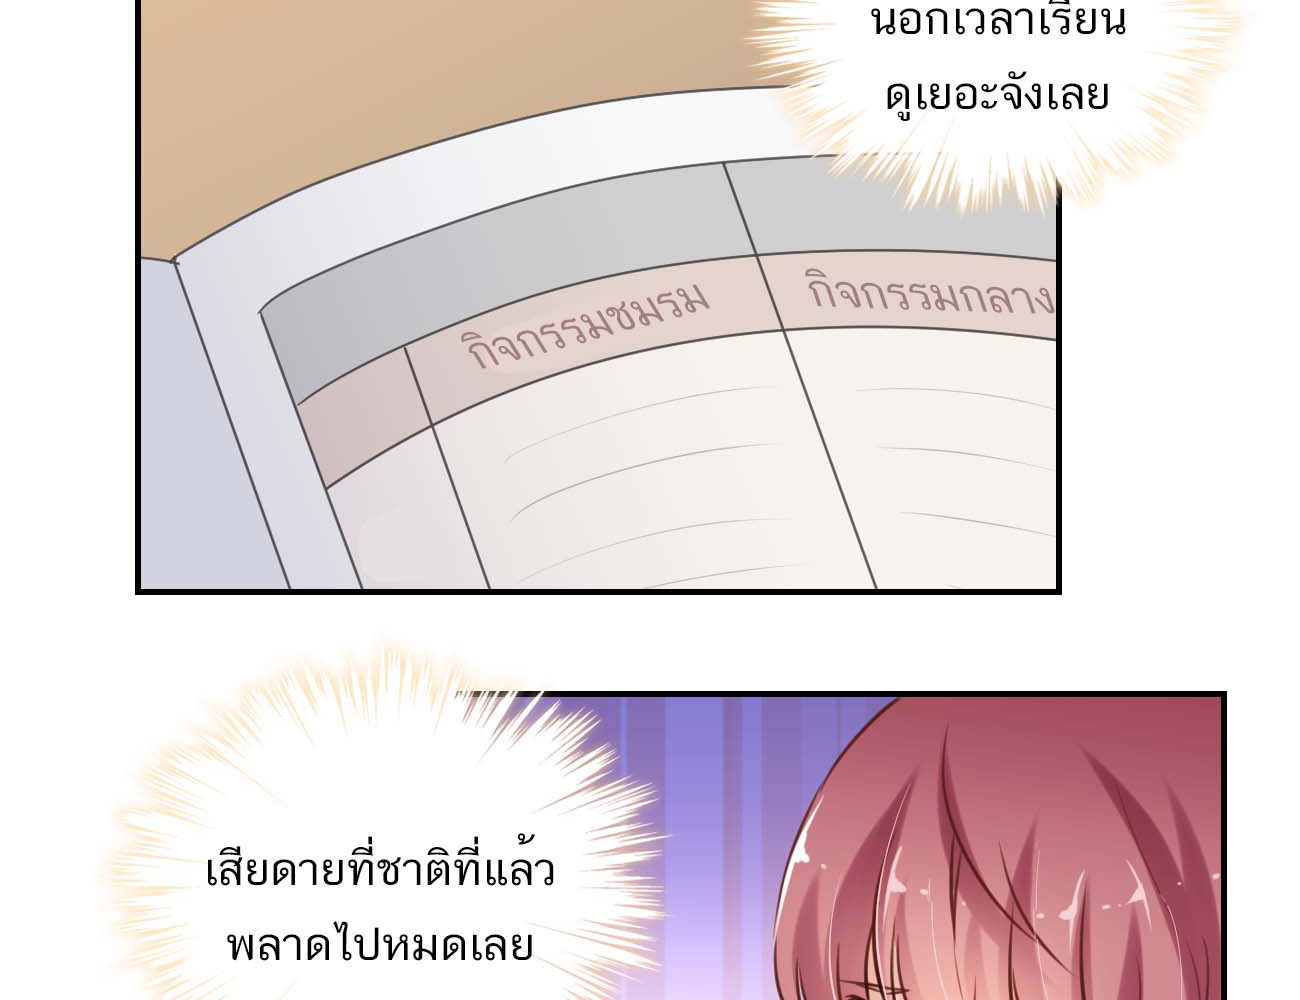 นอกเวลาเรียน
ดูเยอะจังเลย
กิจกรรมชมรม
กิจกรรมกลาง
เสียดายที่ชาติที่แล้ว
พลาดไปหมดเลย